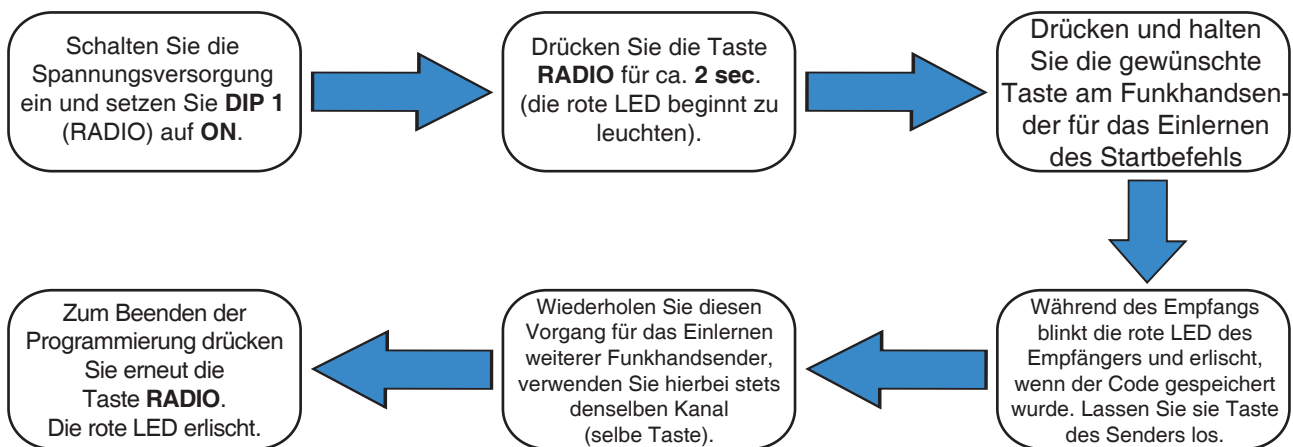 Schalten Sie die
Spannungsversorgung
ein und setzen Sie DIP 1
(RADIO) auf ON.
Drücken Sie die Taste
RADIO für ca. 2 sec.
(die rote LED beginnt zu
leuchten).
Drücken und halten
Sie die gewünschte
Taste am Funkhandsen-
der für das Einlernen
des Startbefehls
Während des Empfangs
blinkt die rote LED des
Empfängers und erlischt,
wenn der Code gespeichert
wurde. Lassen Sie sie Taste
des Senders los.
Wiederholen Sie diesen
Vorgang für das Einlernen
weiterer Funkhandsender,
verwenden Sie hierbei stets
denselben Kanal
(selbe Taste).
Zum Beenden der
Programmierung drücken
Sie erneut die
Taste RADIO.
Die rote LED erlischt.